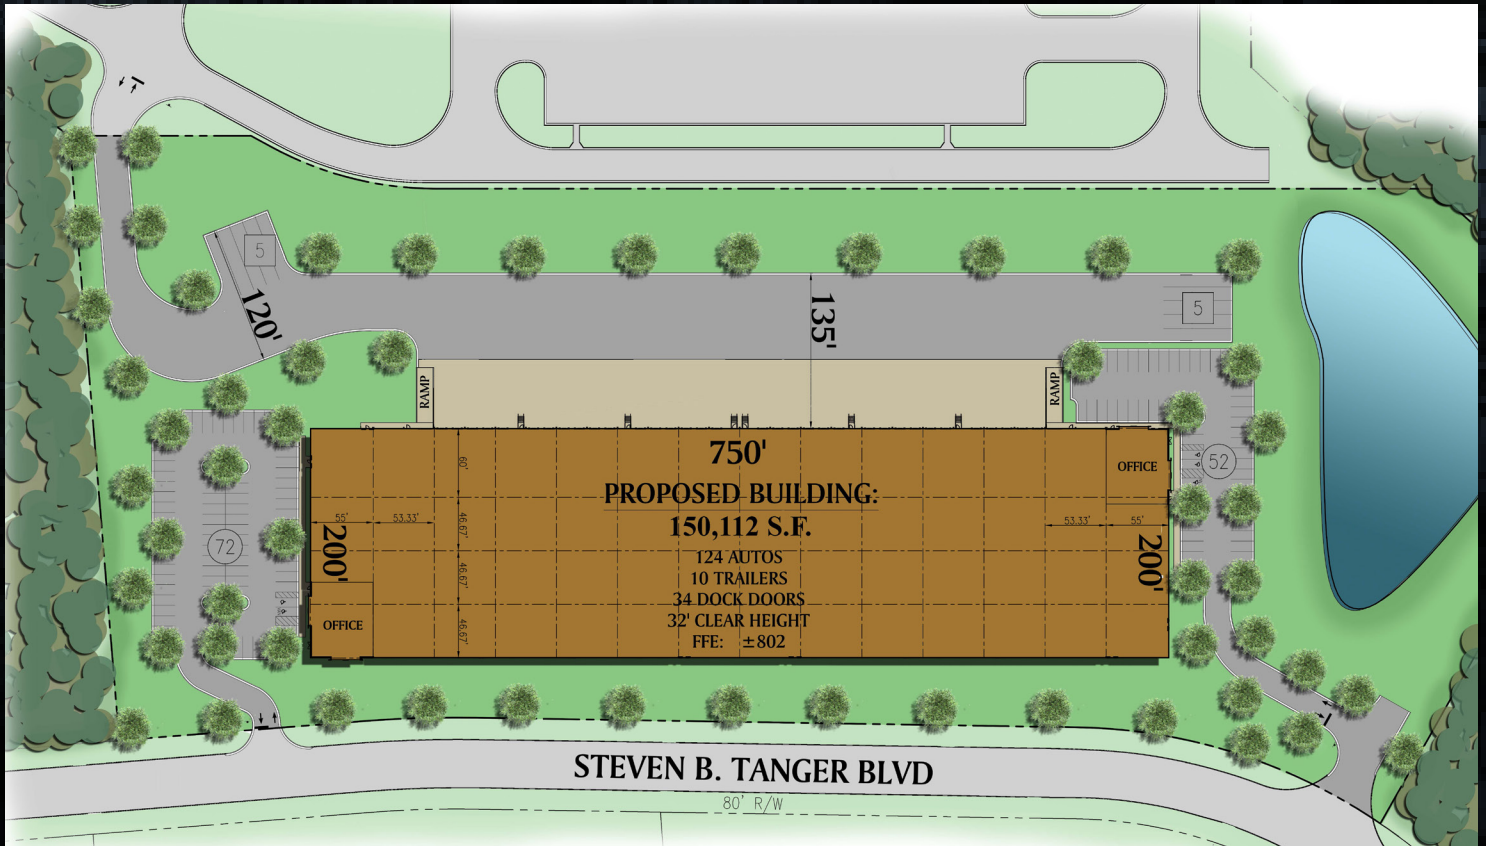 5
120'
135'
5
RAMP
RAMP
750'
PROPOSED BUILDING:
150,112 S.F.
124 AUTOS
10 TRAILERS
34 DOCK DOORS
32' CLEAR HEIGHT
FFE: ±802
60'
46.67'
46.67'
46.67'
55'
53.33'
53.33'
55'
200'
200'
OFFICE
OFFICE
72
52
STEVEN B. TANGER BLVD
80' R/W